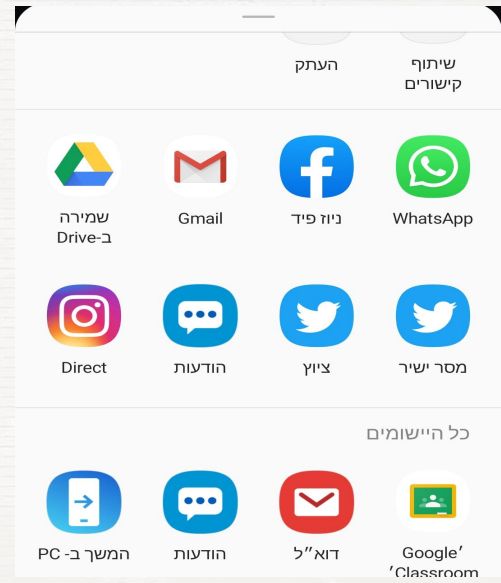 שיתוף
קישורים
העתק
WhatsApp
ניוז פיד
Gmail
שמירה
ב-Drive
מסר ישיר
ציוץ
הודעות
Direct
כל היישומים
'Google
Classroom'
דוא״ל
הודעות
המשך ב- PC